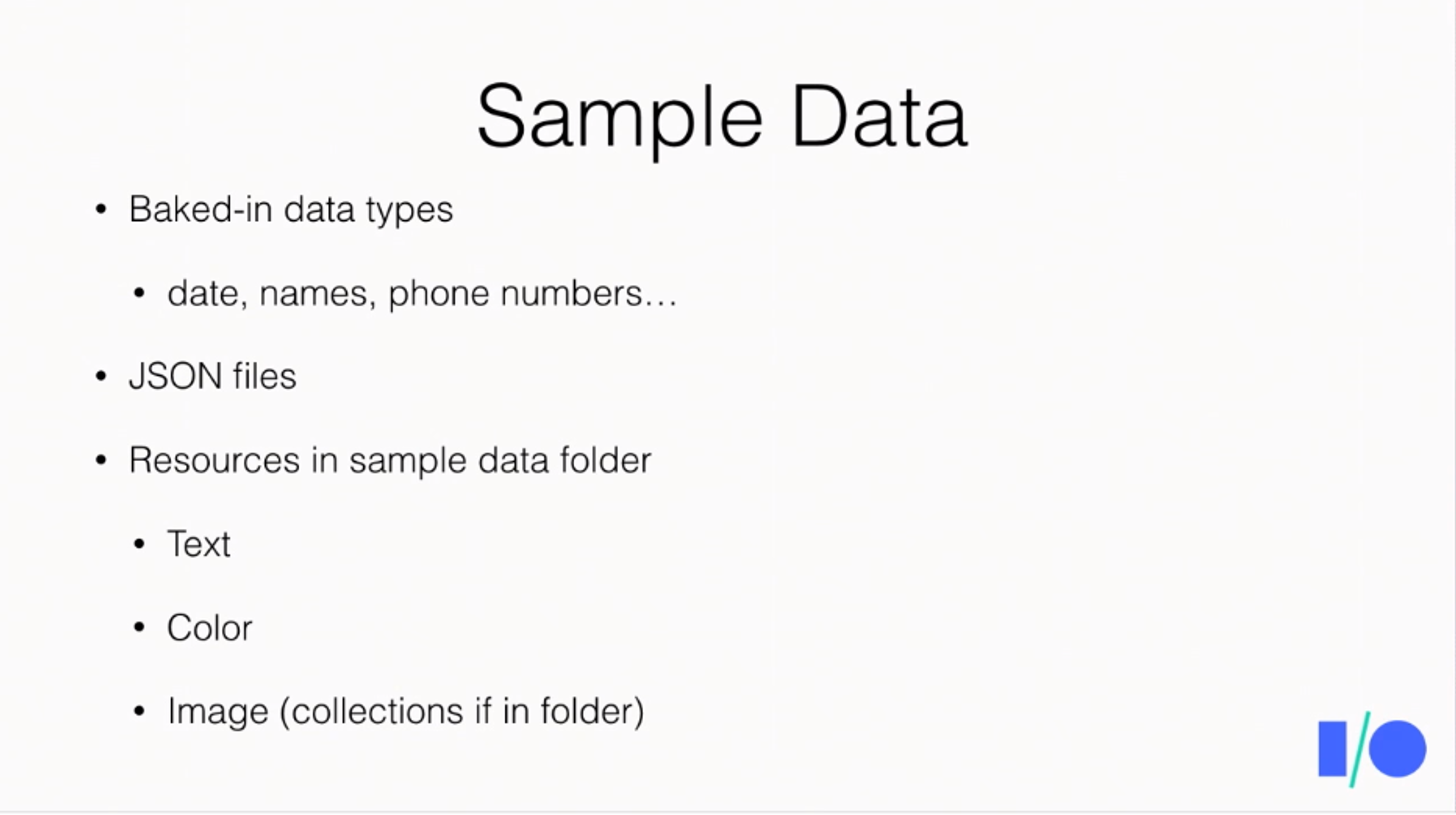 Sample Data
• Baked-in data types
• date, names, phone numbers…
• JSON files
• Resources in sample data folder
• Text
• Color
• Image (collections if in folder)
I/O